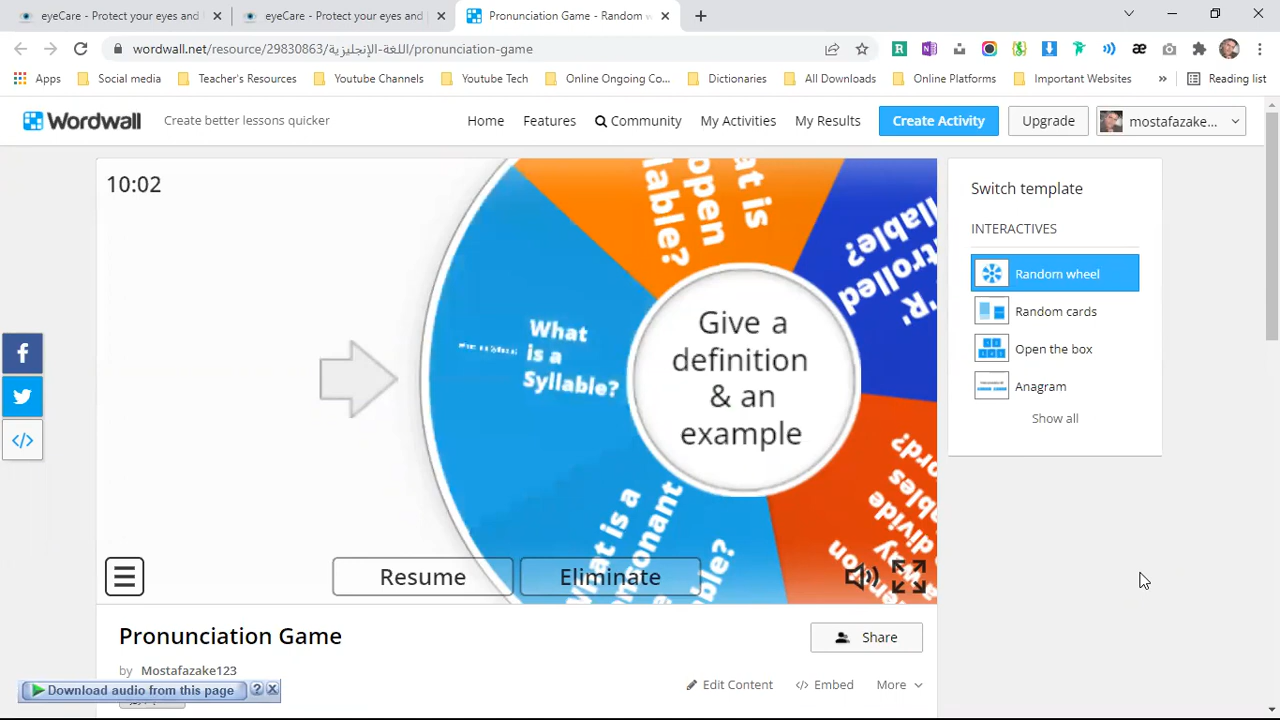 eyeCare - Protect your eyes and
eyeCare - Protect your eyes and
Pronunciation Game - Random w
wordwall.net/resource/29830863/اللغة-الإنجليزية/pronunciation-game
Apps
Social media
Teacher's Resources
Youtube Channels
Youtube Tech
Online Ongoing Co...
Dictionaries
All Downloads
Online Platforms
Important Websites
»
Reading list
Wordwall
Create better lessons quicker
Home
Features
Community
My Activities
My Results
Create Activity
Upgrade
mostafazake...
10:02
open
What
is a
Syllable?
What is a
Give a
definition
& an
example
'R'
divide
way
Resume
Eliminate
Switch template
INTERACTIVES
Random wheel
Random cards
Open the box
Anagram
Show all
Pronunciation Game
Share
by Mostafazake123
Edit Content
Embed
More
Download audio from this page
?